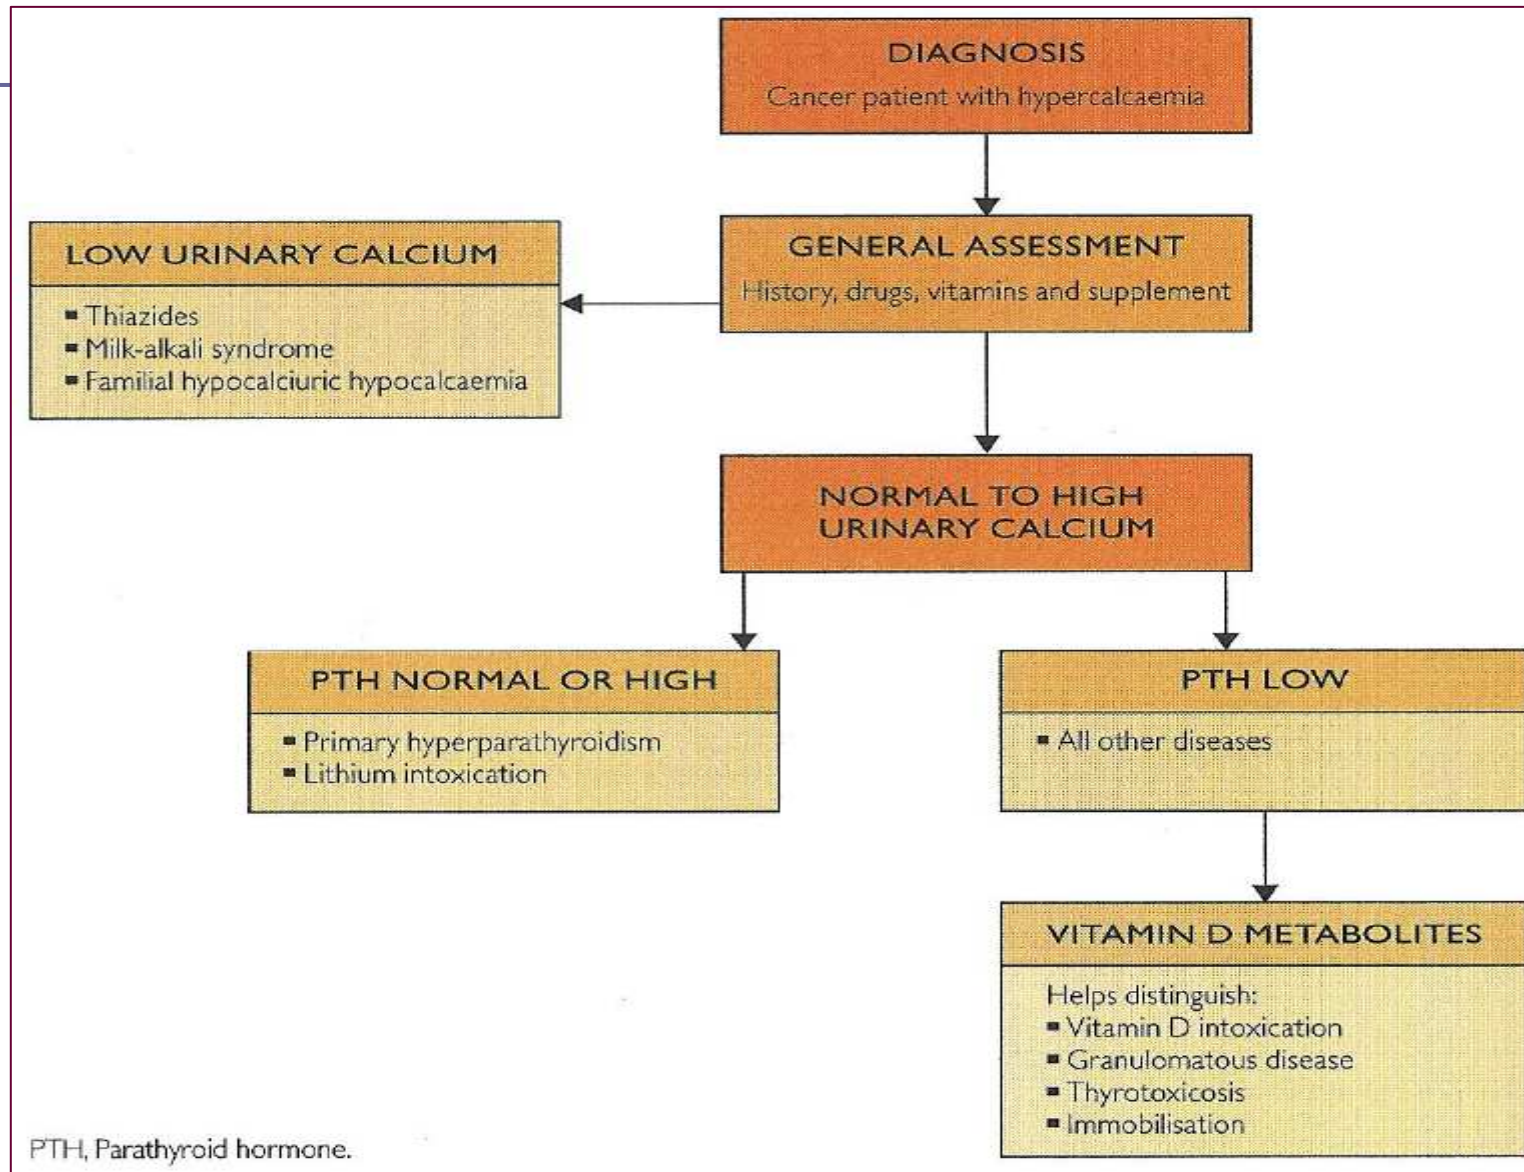 DIAGNOSIS
Cancer patient with hypercalcaemia
LOW URINARY CALCIUM
▪ Thiazides
▪ Milk-alkali syndrome
▪ Familial hypocalciuric hypocalcaemia
GENERAL ASSESSMENT
History, drugs, vitamins and supplement
NORMAL TO HIGH
URINARY CALCIUM
PTH NORMAL OR HIGH
▪ Primary hyperparathyroidism
▪ Lithium intoxication
PTH LOW
▪ All other diseases
VITAMIN D METABOLITES
Helps distinguish:
▪ Vitamin D intoxication
▪ Granulomatous disease
▪ Thyrotoxicosis
▪ Immobilisation
PTH, Parathyroid hormone.